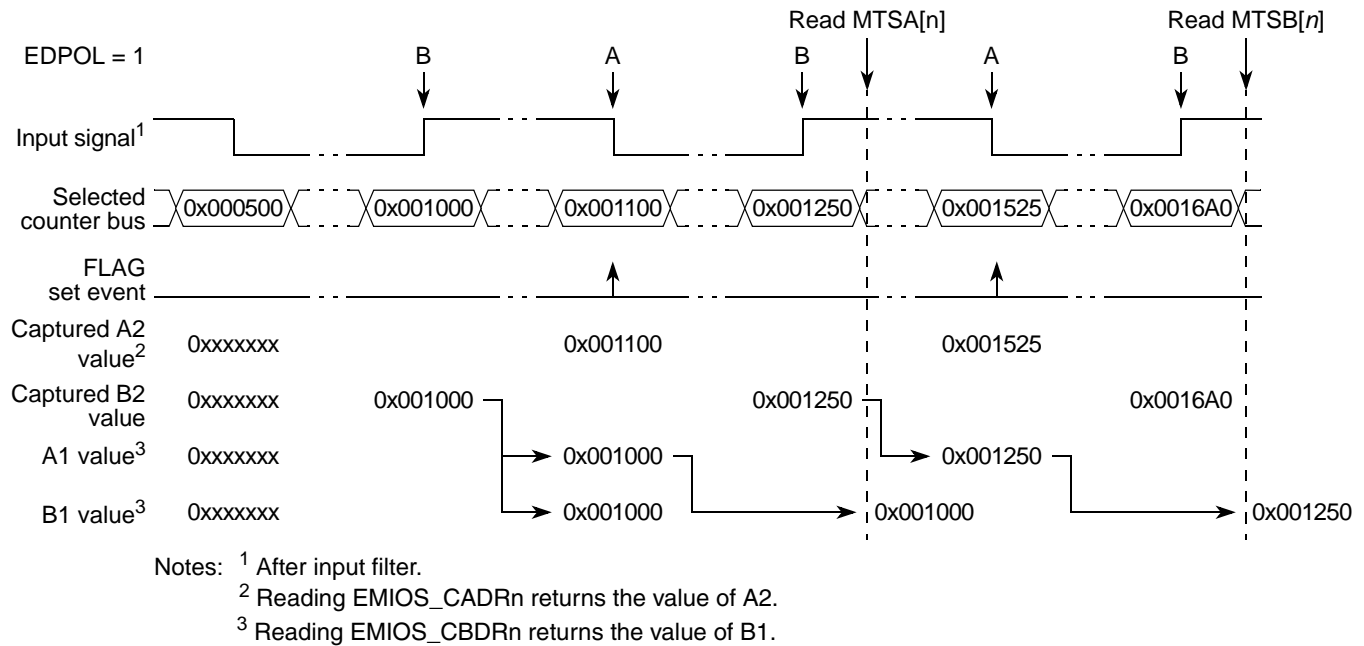 Read MTSA[n] Read MTSB[n]
EDPOL = 1 B A B A B
Input signal1
Selected
counter bus 0x000500 0x001000 0x001100 0x001250 0x001525 0x0016A0
FLAG
set event
Captured A2
value2 0xxxxxxx 0x001100 0x001525
Captured B2
value 0xxxxxxx 0x001000 0x001250 0x0016A0
A1 value3 0xxxxxxx 0x001000 0x001250
B1 value3 0xxxxxxx 0x001000 0x001000 0x001250
Notes: 1 After input filter.
2 Reading EMIOS_CADRn returns the value of A2.
3 Reading EMIOS_CBDRn returns the value of B1.